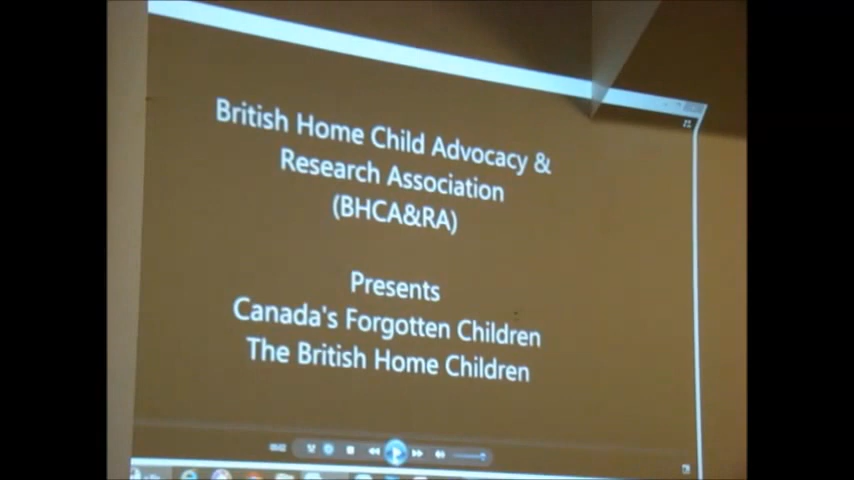 British Home Child Advocacy &
Research Association
(BHCA&RA)
Presents
Canada's Forgotten Children
The British Home Children